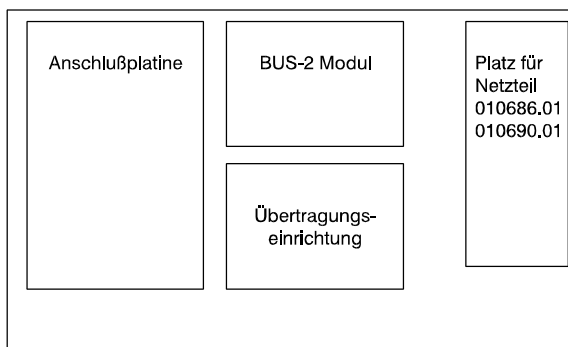 Anschlußplatine
BUS-2 Modul
Übertragungs-
einrichtung
Platz für
Netzteil
010686.01
010690.01